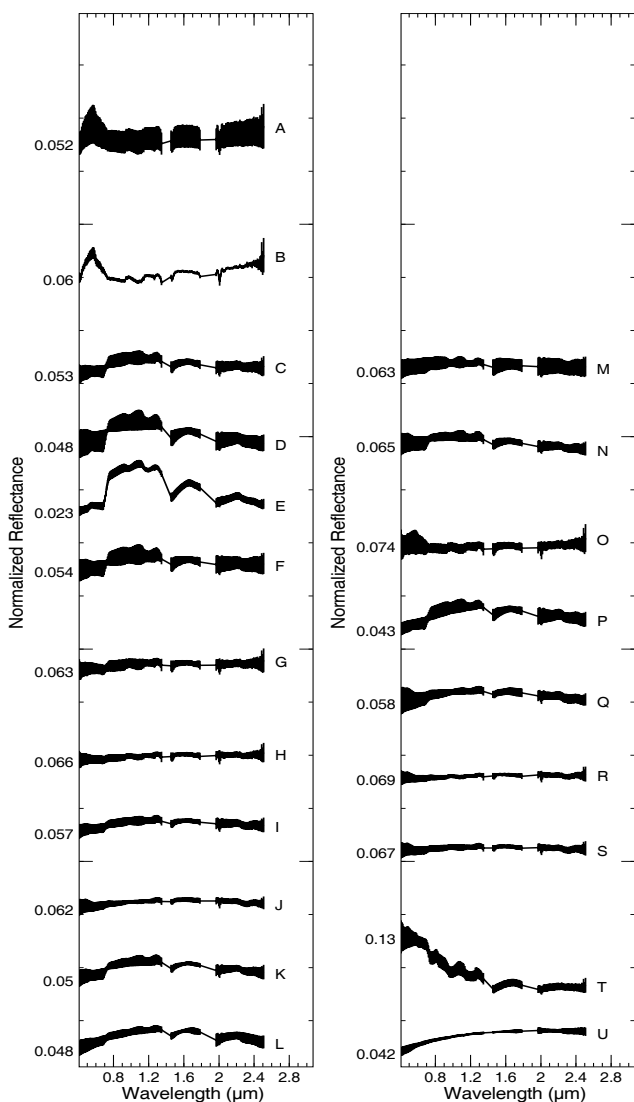 A
0.052
B
0.06
C
0.053
D
0.048
E
0.023
F
0.054
G
0.063
H
0.066
I
0.057
J
0.062
K
0.05
L
0.048
Normalized Reflectance
0.8 1.2 1.6 2.0 2.4 2.8
Wavelength (µm)
M
0.063
N
0.065
O
0.074
P
0.043
Q
0.058
R
0.069
S
0.067
0.13
T
U
0.042
Normalized Reflectance
0.8 1.2 1.6 2.0 2.4 2.8
Wavelength (µm)